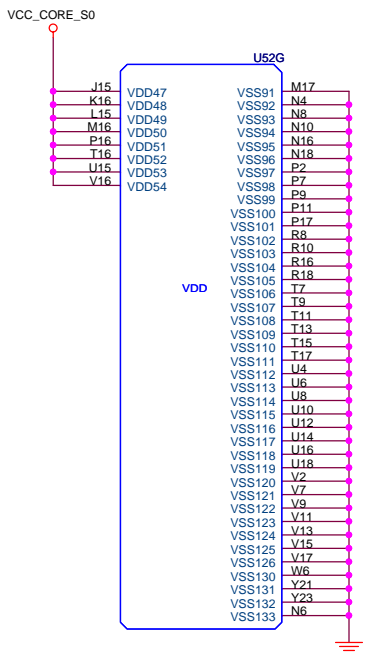 VCC_CORE_S0
U52G
J15 VDD47 VSS91 M17
K16 VDD48 VSS92 N4
L15 VDD49 VSS93 N8
M16 VDD50 VSS94 N10
P16 VDD51 VSS95 N16
T16 VDD52 VSS96 N18
U15 VDD53 VSS97 P2
V16 VDD54 VSS98 P7
VSS99 P9
VSS100 P11
VSS101 P17
VSS102 R8
VSS103 R10
VSS104 R16
VSS105 R18
VDD VSS106 T7
VSS107 T9
VSS108 T11
VSS109 T13
VSS110 T15
VSS111 T17
VSS112 U4
VSS113 U6
VSS114 U8
VSS115 U10
VSS116 U12
VSS117 U14
VSS118 U16
VSS119 U18
VSS120 V2
VSS121 V7
VSS122 V9
VSS123 V11
VSS124 V13
VSS125 V15
VSS126 V17
VSS130 W6
VSS131 Y21
VSS132 Y23
VSS133 N6